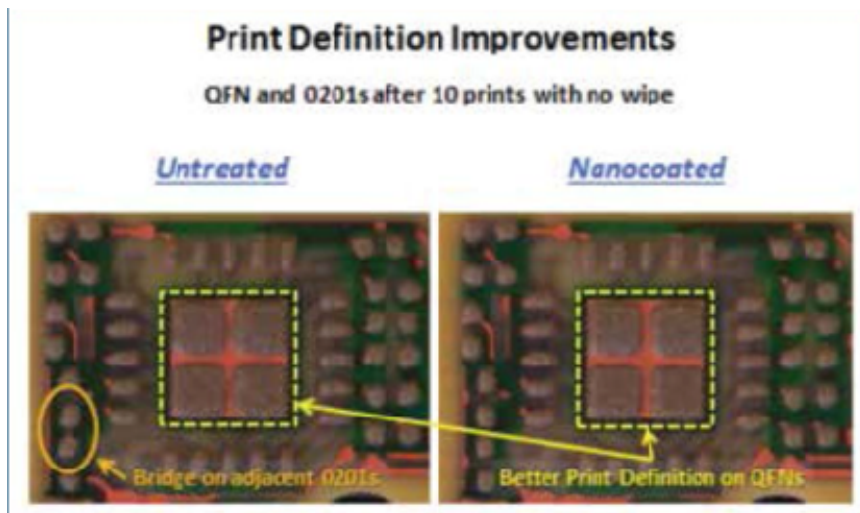 Print Definition Improvements
QFN and 0201s after 10 prints with no wipe
Untreated
Nanocoated
Bridge on adjacent 0201s
Better Print Definition on QFNs